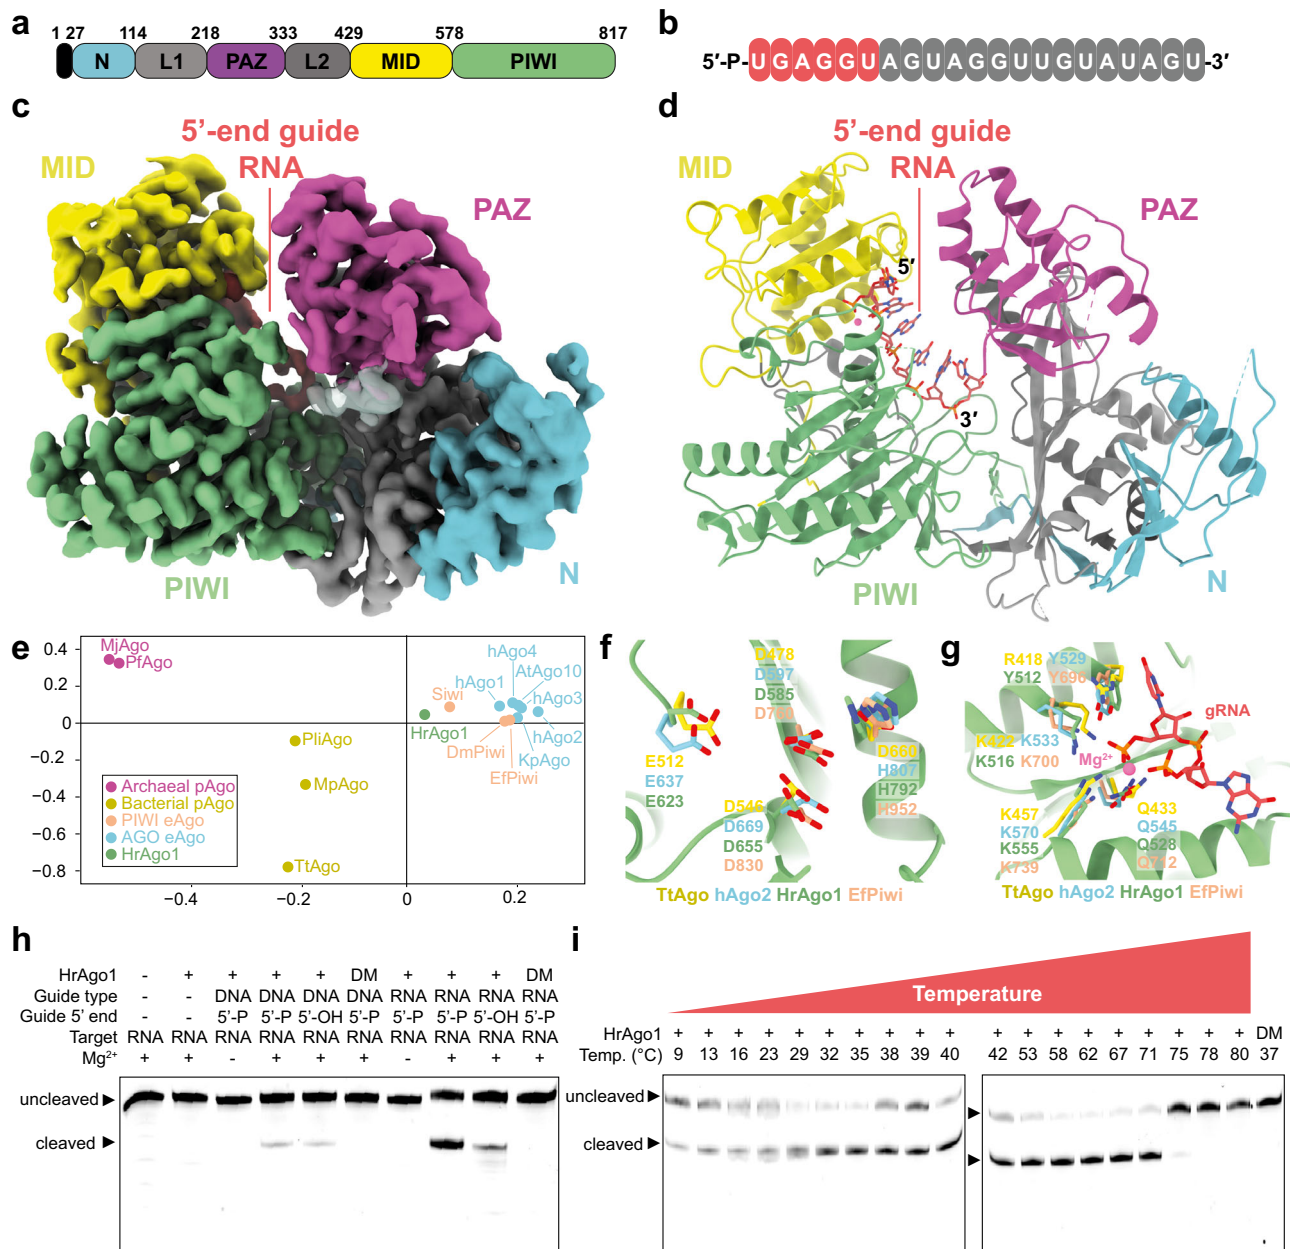 a
1 27 114 218 333 429 578 817
N L1 PAZ L2 MID PIWI
b
5′-P-UGAGGUAGUAGGUUGUAUAGU-3′
c
5’-end guide
RNA
MID
PAZ
PIWI
N
d
5’-end guide
RNA
MID
PAZ
5′
3′
PIWI
N
e
0.4
0.2
0
−0.2
−0.4
−0.6
−0.8
−0.4 −0.2 0 0.2
MjAgo
PfAgo
PliAgo
MpAgo
TtAgo
Siwi
HrAgo1
DmPiwi
EfPiwi
hAgo1
hAgo4
AtAgo10
hAgo3
hAgo2
KpAgo
Archaeal pAgo
Bacterial pAgo
PIWI eAgo
AGO eAgo
HrAgo1
f
D478
D597
D585
D760
E512
E637
E623
D546
D669
D655
D830
D660
H807
H792
H952
TtAgo hAgo2 HrAgo1 EfPiwi
g
R418 Y529
Y512 Y696
K422 K533
K516 K700
Mg2+
gRNA
K457
K570
K555
K739
Q433
Q545
Q528
Q712
TtAgo hAgo2 HrAgo1 EfPiwi
h
HrAgo1 - + + + + DM + + + DM
Guide type - - DNA DNA DNA DNA RNA RNA RNA RNA
Guide 5’ end - - 5’-P 5’-P 5’-OH 5’-P 5’-P 5’-P 5’-OH 5’-P
Target RNA RNA RNA RNA RNA RNA RNA RNA RNA RNA
Mg2+ + + - + + + - + + +
uncleaved
cleaved
i
Temperature
HrAgo1 + + + + + + + + + + + + + + + + + + + DM
Temp. (°C) 9 13 16 23 29 32 35 38 39 40 42 53 58 62 67 71 75 78 80 37
uncleaved
cleaved